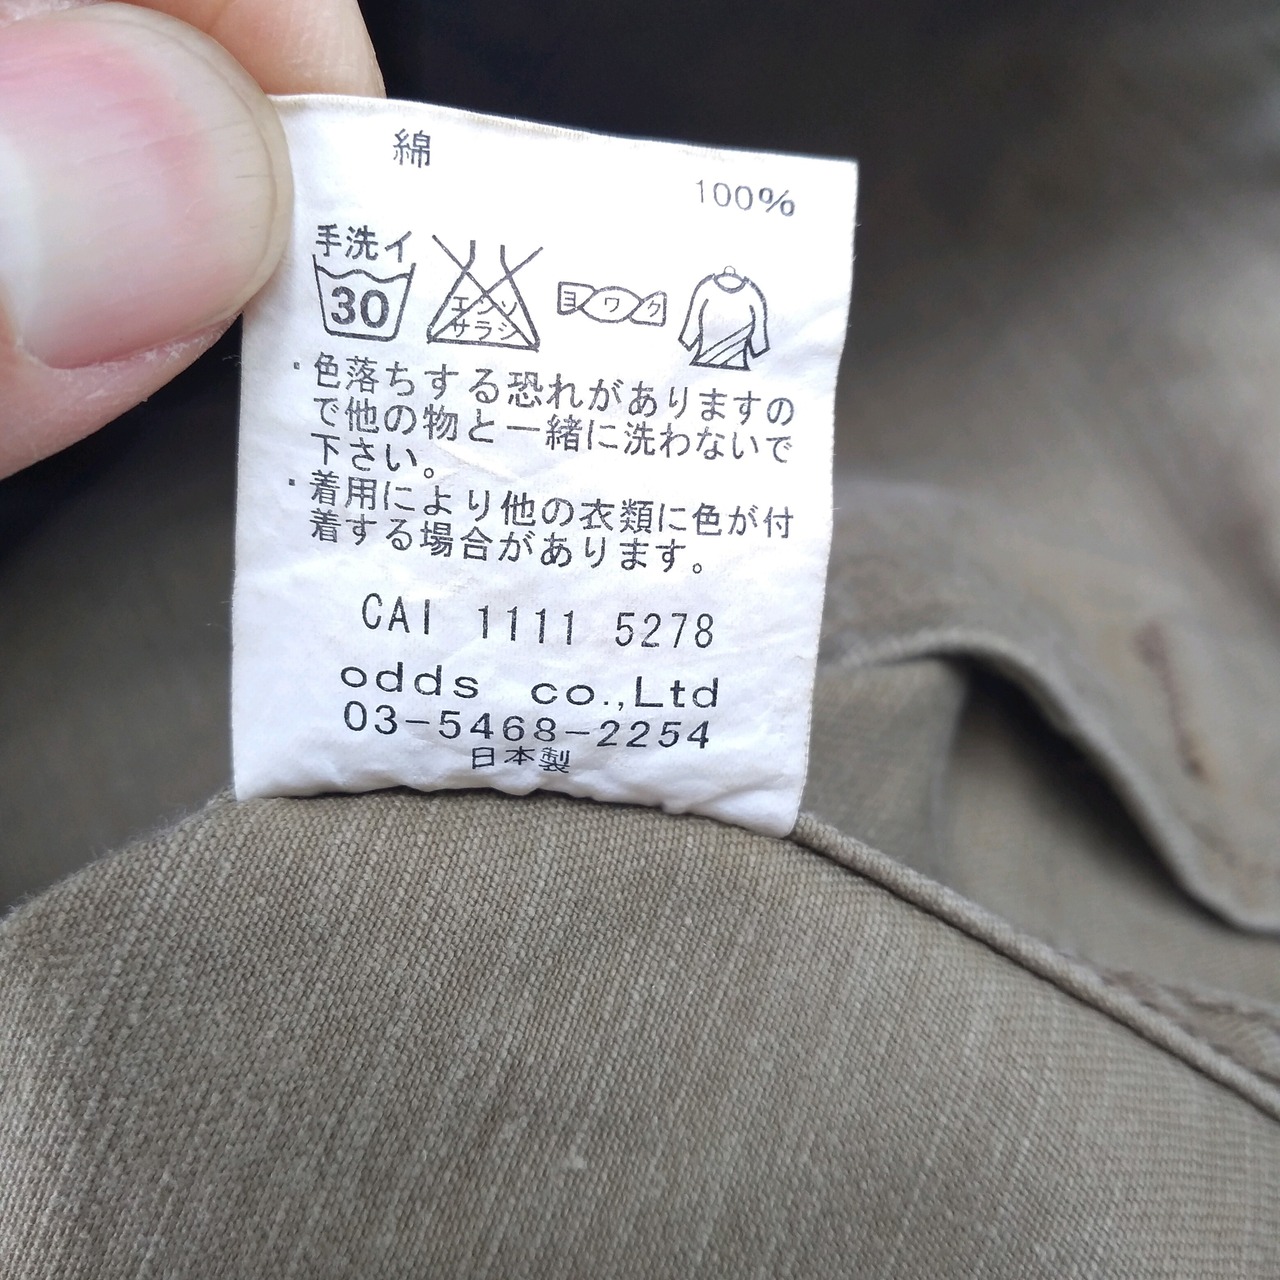 綿
100%
手洗イ
30
エンソ
サラシ
ヨワク
・色落ちする恐れがありますの
で他の物と一緒に洗わないで
下さい。
・着用により他の衣類に色が付
着する場合があります。
CAI 1111 5278
odds co.,Ltd
03-5468-2254
日本製